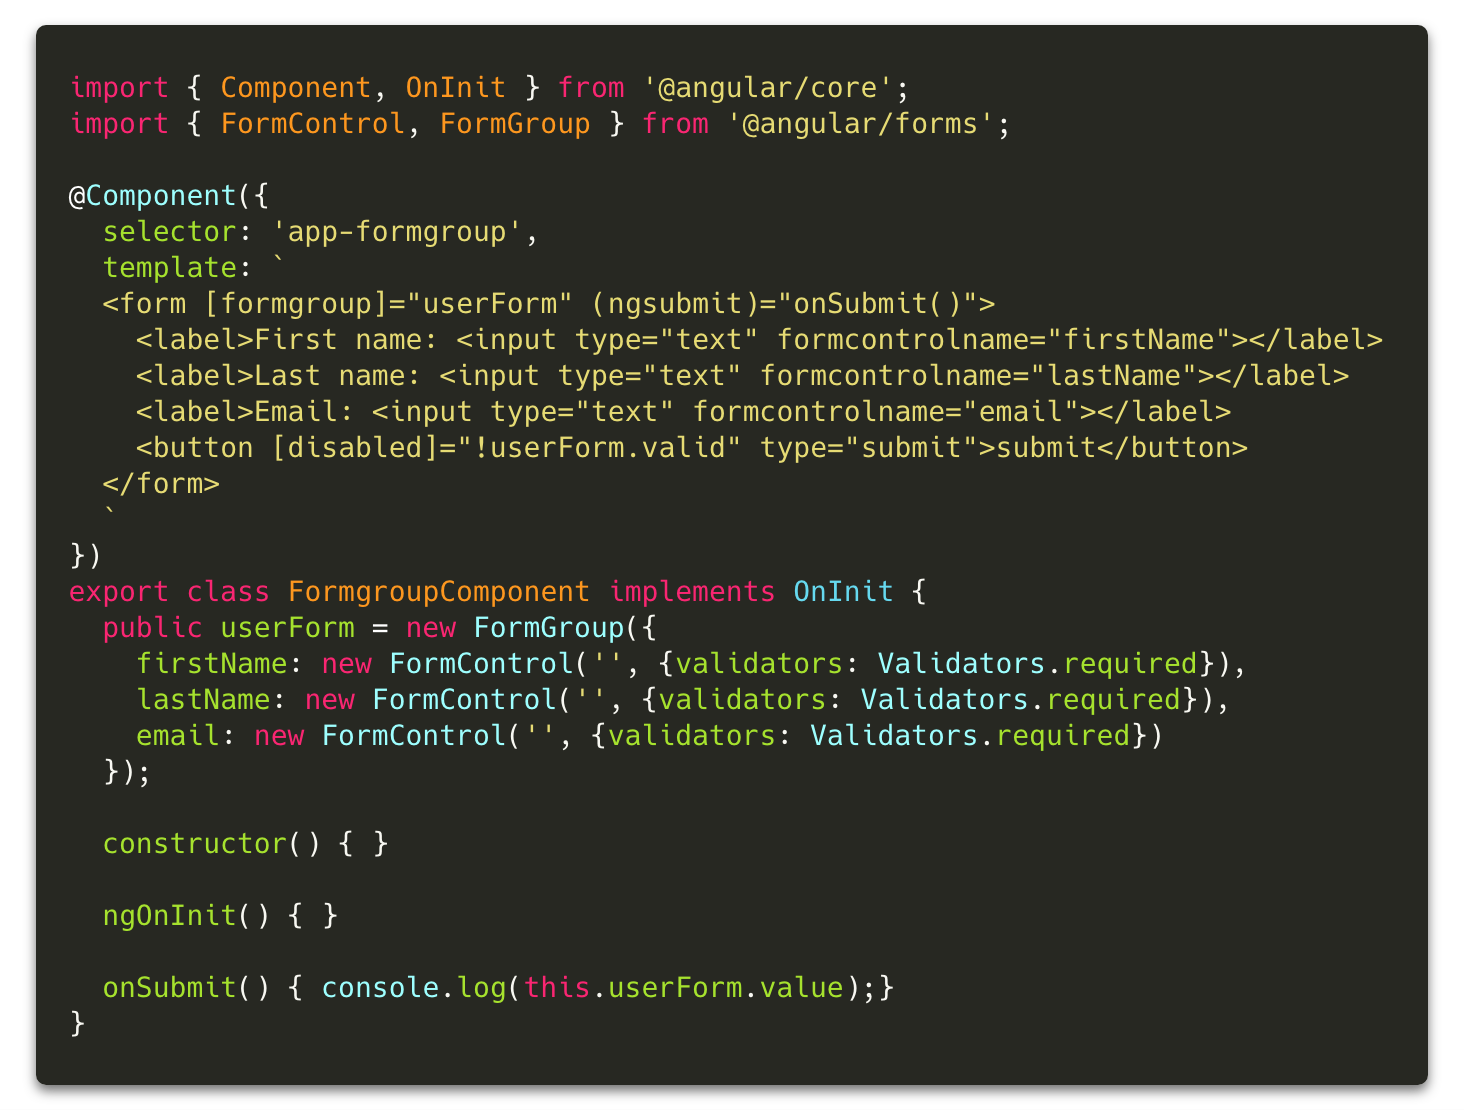 import { Component, OnInit } from '@angular/core';
import { FormControl, FormGroup } from '@angular/forms';

@Component({
  selector: 'app-formgroup',
  template: `
  <form [formgroup]="userForm" (ngsubmit)="onSubmit()">
    <label>First name: <input type="text" formcontrolname="firstName"></label>
    <label>Last name: <input type="text" formcontrolname="lastName"></label>
    <label>Email: <input type="text" formcontrolname="email"></label>
    <button [disabled]="!userForm.valid" type="submit">submit</button>
  </form>
  `
})
export class FormgroupComponent implements OnInit {
  public userForm = new FormGroup({
    firstName: new FormControl('', {validators: Validators.required}),
    lastName: new FormControl('', {validators: Validators.required}),
    email: new FormControl('', {validators: Validators.required})
  });

  constructor() { }

  ngOnInit() { }

  onSubmit() { console.log(this.userForm.value);}
}